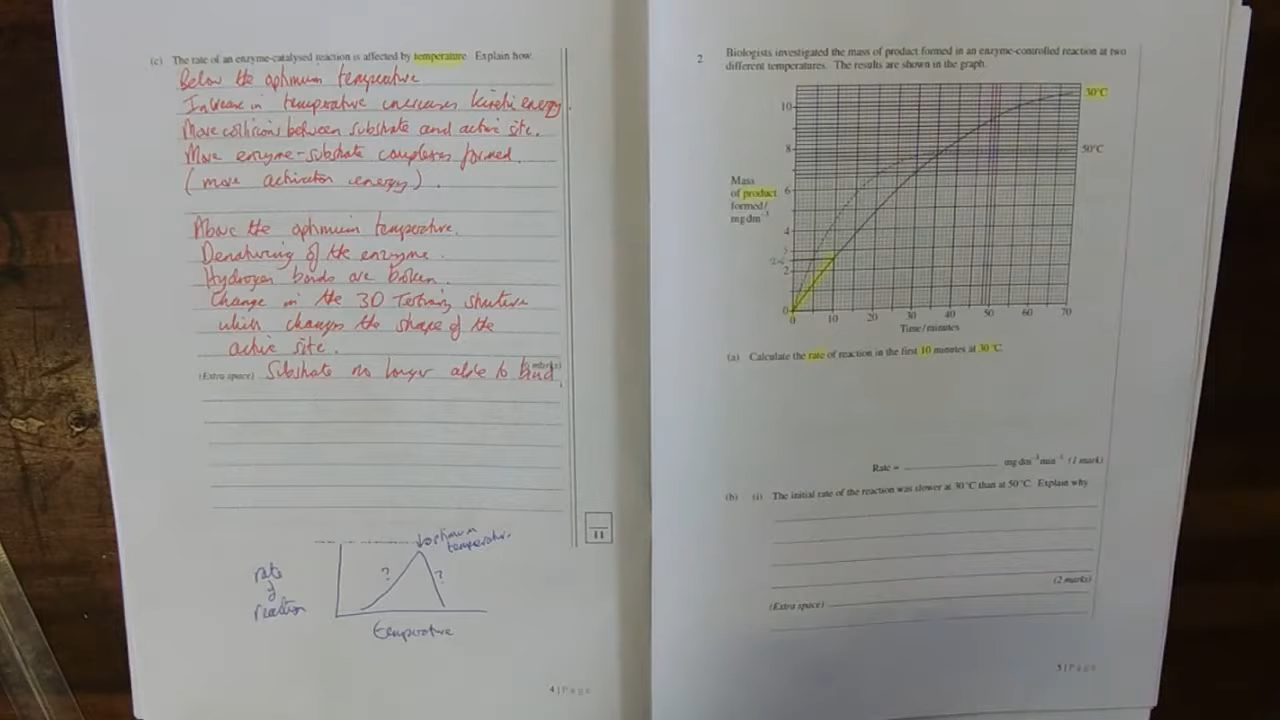 (c) The rate of an enzyme-catalysed reaction is affected by temperature. Explain how.
Below the optimum temperature
Increase in temperature increases kinetic energy.
More collisions between substrate and active site.
More enzyme-substrate complexes formed.
(more activation energy).
Above the optimum temperature.
Denaturing of the enzyme.
Hydrogen bonds are broken.
Change in the 3D Tertiary structure
which changes the shape of the
active site.
(Extra space) Substrate no longer able to bind
11
optimum
temperature
rate
of
reaction
?
?
temperature
4 | Page
2 Biologists investigated the mass of product formed in an enzyme-controlled reaction at two
different temperatures. The results are shown in the graph.
30°C
50°C
10
8
6
4
2
0
Mass
of product
formed/
mg dm⁻³
0 10 20 30 40 50 60 70
Time/minutes
(a) Calculate the rate of reaction in the first 10 minutes at 30 °C.
Rate = mg dm⁻³ min⁻¹ (1 mark)
(b) (i) The initial rate of the reaction was slower at 30 °C than at 50 °C. Explain why
(2 marks)
(Extra space)
5 | Page